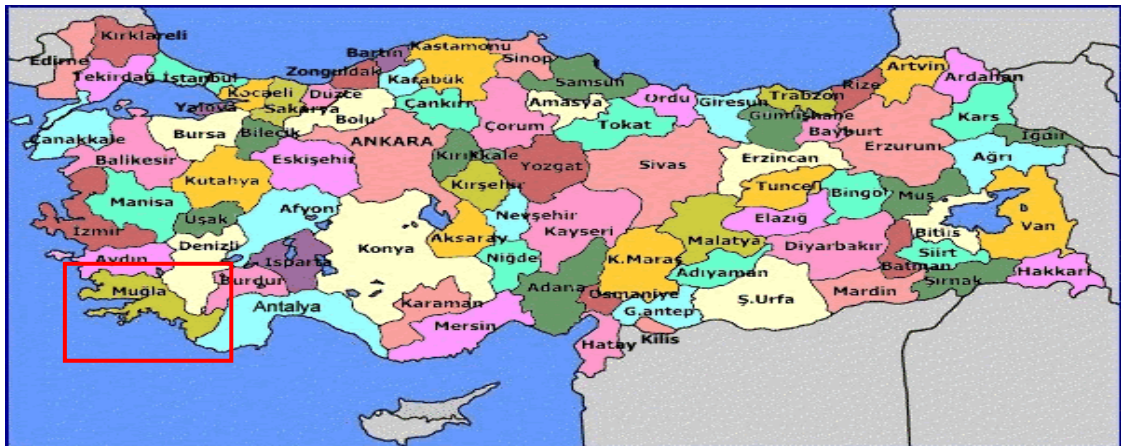 Kırklareli
Edirne
Tekirdağ
İstanbul
Kocaeli
Yalova
Sakarya
Düzce
Zonguldak
Bartın
Karabük
Kastamonu
Sinop
Samsun
Çankırı
Bolu
Çanakkale
Bursa
Bilecik
Balikesir
Eskişehir
ANKARA
Kırıkkale
Çorum
Amasya
Tokat
Ordu
Giresun
Trabzon
Gümüşhane
Rize
Artvin
Ardahan
Kars
Iğdır
Bayburt
Erzurum
Ağrı
Erzincan
Sivas
Yozgat
Kırşehir
Kutahya
Manisa
Uşak
Afyon
İzmir
Aydın
Denizli
Isparta
Burdur
Muğla
Antalya
Konya
Aksaray
Nevşehir
Niğde
Kayseri
Karaman
Mersin
Adana
K.Maraş
Osmaniye
Hatay
Kilis
G.antep
Adıyaman
Malatya
Elazığ
Tuncell
Bingol
Muş
Bitlis
Van
Siirt
Batman
Diyarbakır
Mardin
Şırnak
Hakkari
Ş.Urfa